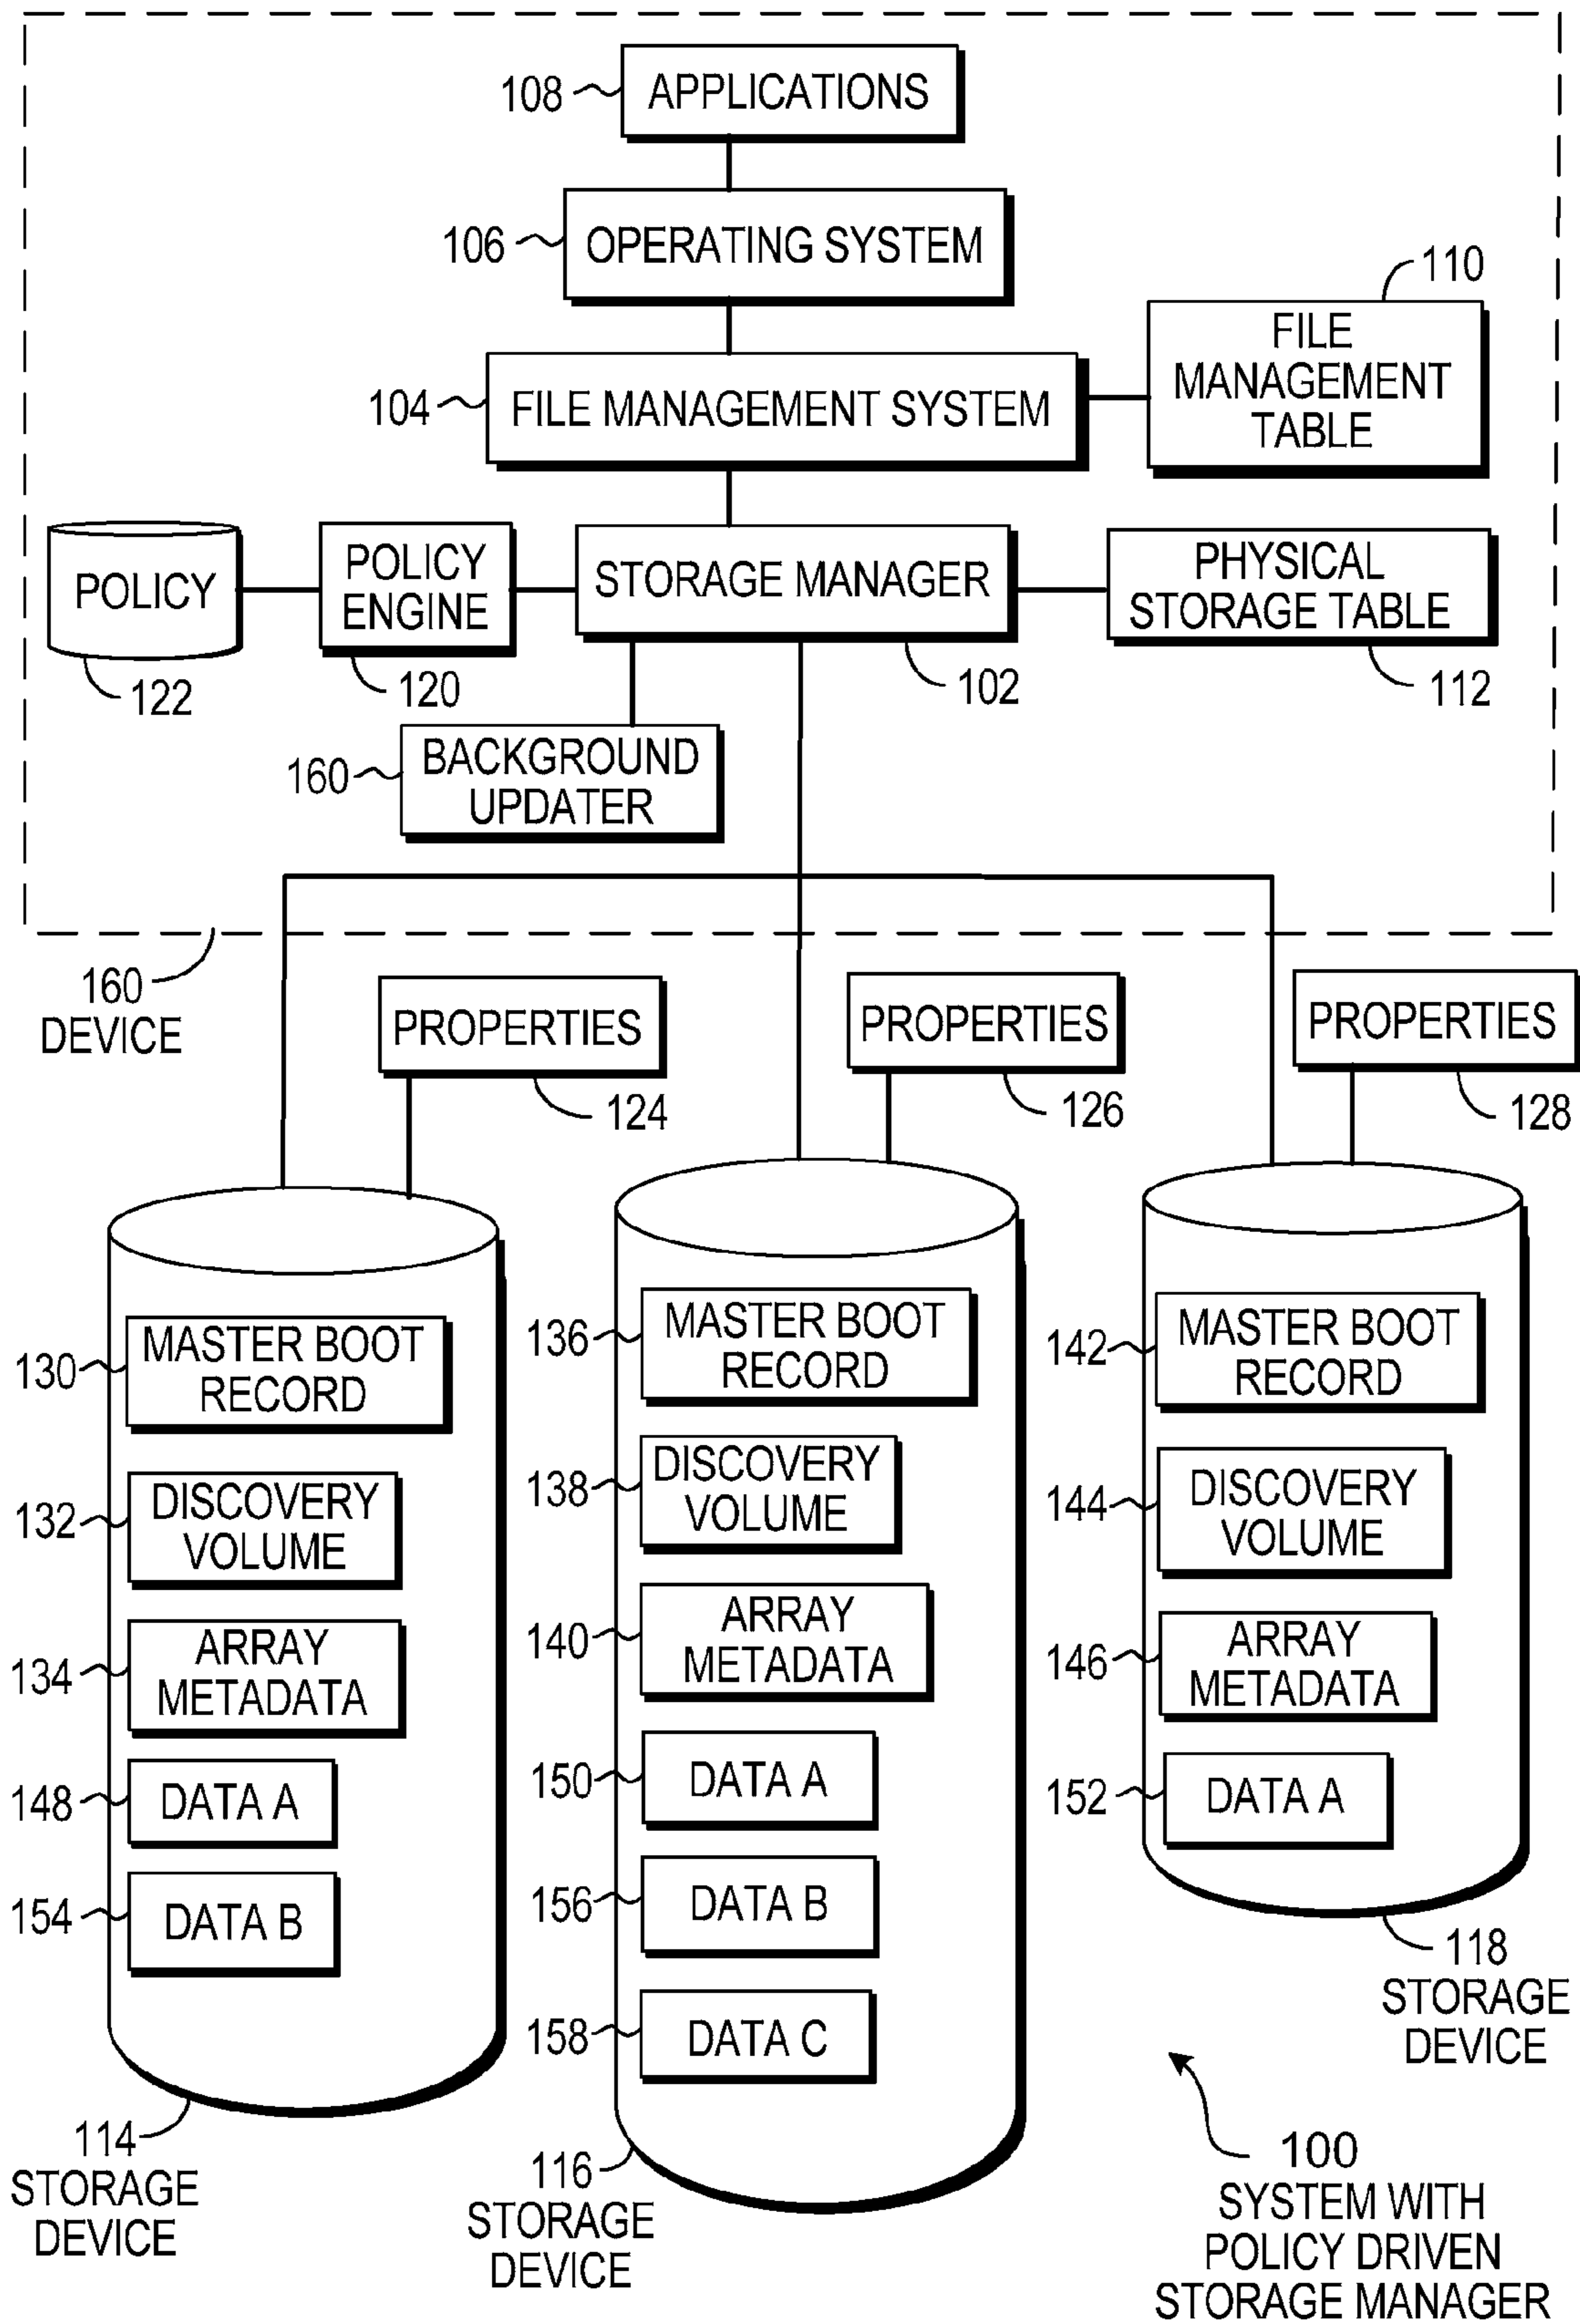 108
APPLICATIONS
106
OPERATING SYSTEM
110
FILE
MANAGEMENT
TABLE
104
FILE MANAGEMENT SYSTEM
POLICY
122
POLICY
ENGINE
120
STORAGE MANAGER
102
PHYSICAL
STORAGE TABLE
112
160
BACKGROUND
UPDATER
160
DEVICE
PROPERTIES
124
PROPERTIES
126
PROPERTIES
128
130
MASTER BOOT
RECORD
132
DISCOVERY
VOLUME
134
ARRAY
METADATA
148
DATA A
154
DATA B
114
STORAGE
DEVICE
136
MASTER BOOT
RECORD
138
DISCOVERY
VOLUME
140
ARRAY
METADATA
150
DATA A
156
DATA B
158
DATA C
116
STORAGE
DEVICE
142
MASTER BOOT
RECORD
144
DISCOVERY
VOLUME
146
ARRAY
METADATA
152
DATA A
118
STORAGE
DEVICE
100
SYSTEM WITH
POLICY DRIVEN
STORAGE MANAGER